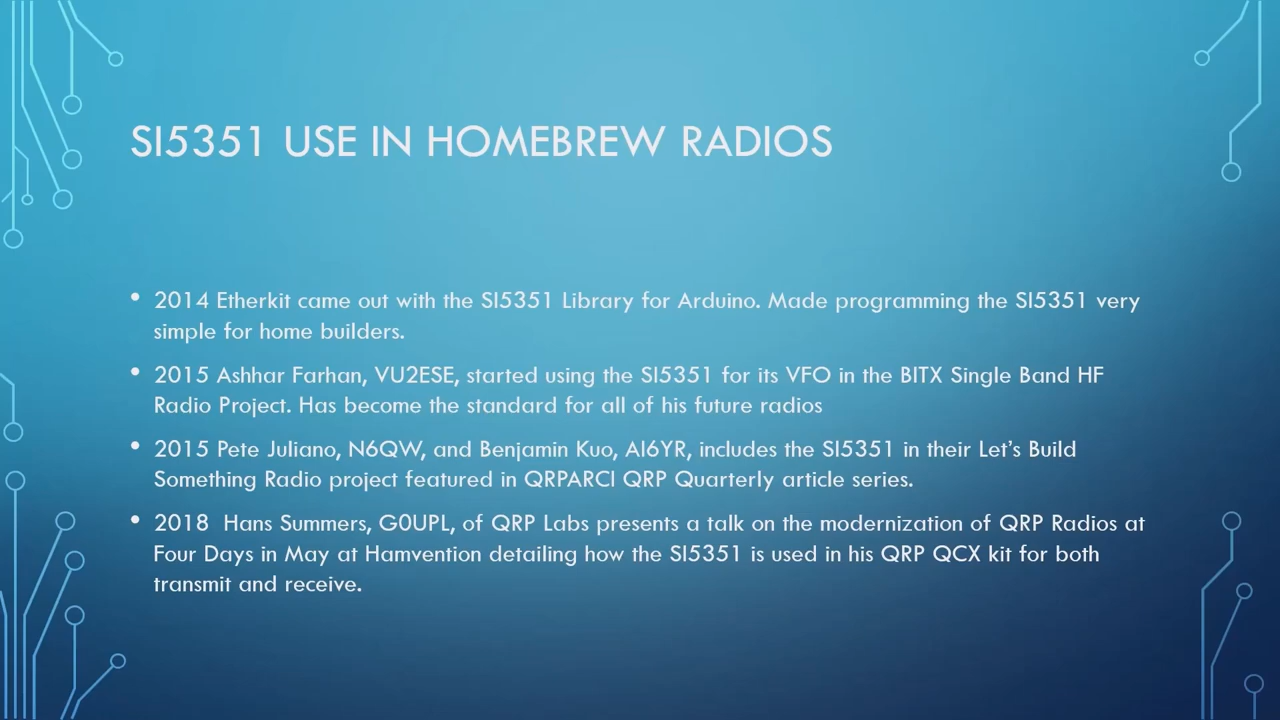 SI5351 USE IN HOMEBREW RADIOS
• 2014 Etherkit came out with the SI5351 Library for Arduino. Made programming the SI5351 very
simple for home builders.
• 2015 Ashhar Farhan, VU2ESE, started using the SI5351 for its VFO in the BITX Single Band HF
Radio Project. Has become the standard for all of his future radios
• 2015 Pete Juliano, N6QW, and Benjamin Kuo, AI6YR, includes the SI5351 in their Let’s Build
Something Radio project featured in QRPARCI QRP Quarterly article series.
• 2018  Hans Summers, G0UPL, of QRP Labs presents a talk on the modernization of QRP Radios at
Four Days in May at Hamvention detailing how the SI5351 is used in his QRP QCX kit for both
transmit and receive.